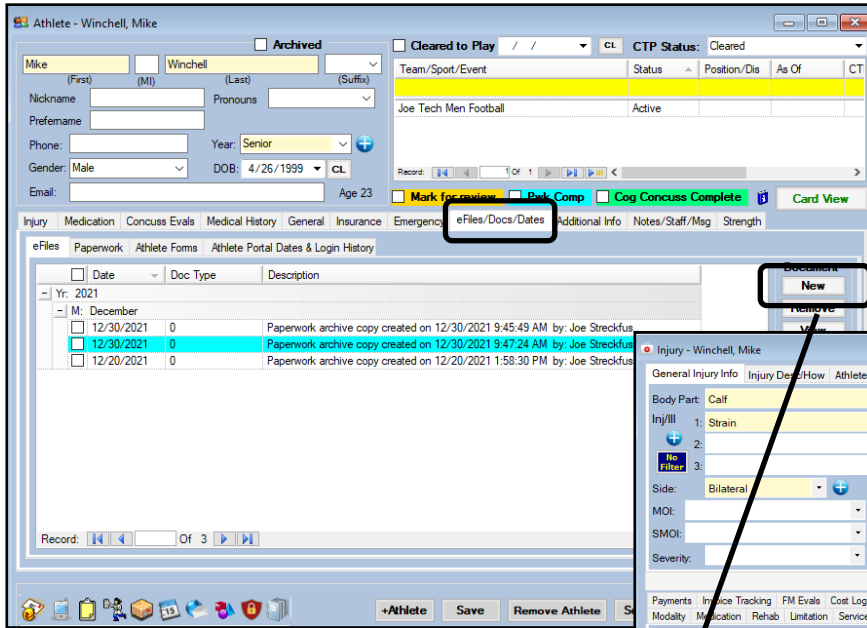 Athlete - Winchell, Mike
Archived
Mike Winchell
(First) (MI) (Last) (Suffix)
Nickname Pronouns
Prefername
Phone: Year: Senior
Gender: Male DOB: 4/26/1999 CL
Email: Age 23
Cleared to Play / / CL CTP Status: Cleared
Team/Sport/Event Status Position/Dis As Of CT
Joe Tech Men Football Active
Record: 1 Of 1
Mark for review Pwk Comp Cog Concuss Complete Card View
Injury Medication Concuss Evals Medical History General Insurance Emergency eFiles/Docs/Dates Additional Info Notes/Staff/Msg Strength
eFiles Paperwork Athlete Forms Athlete Portal Dates & Login History
Date Doc Type Description
Yr: 2021
M: December
12/30/2021 0 Paperwork archive copy created on 12/30/2021 9:45:49 AM by: Joe Streckfus
12/30/2021 0 Paperwork archive copy created on 12/30/2021 9:47:24 AM by: Joe Streckfus
12/20/2021 0 Paperwork archive copy created on 12/20/2021 1:58:30 PM by: Joe Streckfus
Record: Of 3
Document
New
Remove
View
Injury - Winchell, Mike
General Injury Info Injury Desc/How Athlete
Body Part: Calf
Inj/Ill 1: Strain
2:
No Filter 3:
Side: Bilateral
MOI:
SMOI:
Severity:
Payments Invoice Tracking FM Evals Cost Log
Modality Medication Rehab Limitation Service
15
+Athlete Save Remove Athlete